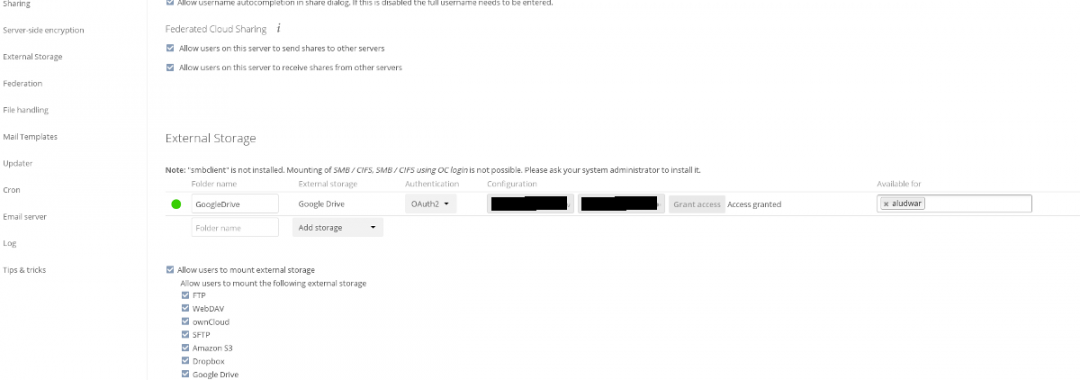 Sharing
Allow username autocompletion in share dialog. If this is disabled the full username needs to be entered.
Server-side encryption
Federated Cloud Sharing i
External Storage
Allow users on this server to send shares to other servers
Allow users on this server to receive shares from other servers
Federation
File handling
Mail Templates
External Storage
Updater
Note: "smbclient" is not installed. Mounting of SMB / CIFS, SMB / CIFS using OC login is not possible. Please ask your system administrator to install it.
Folder name External storage Authentication Configuration Available for
Cron
GoogleDrive Google Drive OAuth2 Grant access Access granted × aludwar
Email server
Folder name Add storage
Log
Tips & tricks
Allow users to mount external storage
Allow users to mount the following external storage
FTP
WebDAV
ownCloud
SFTP
Amazon S3
Dropbox
Google Drive